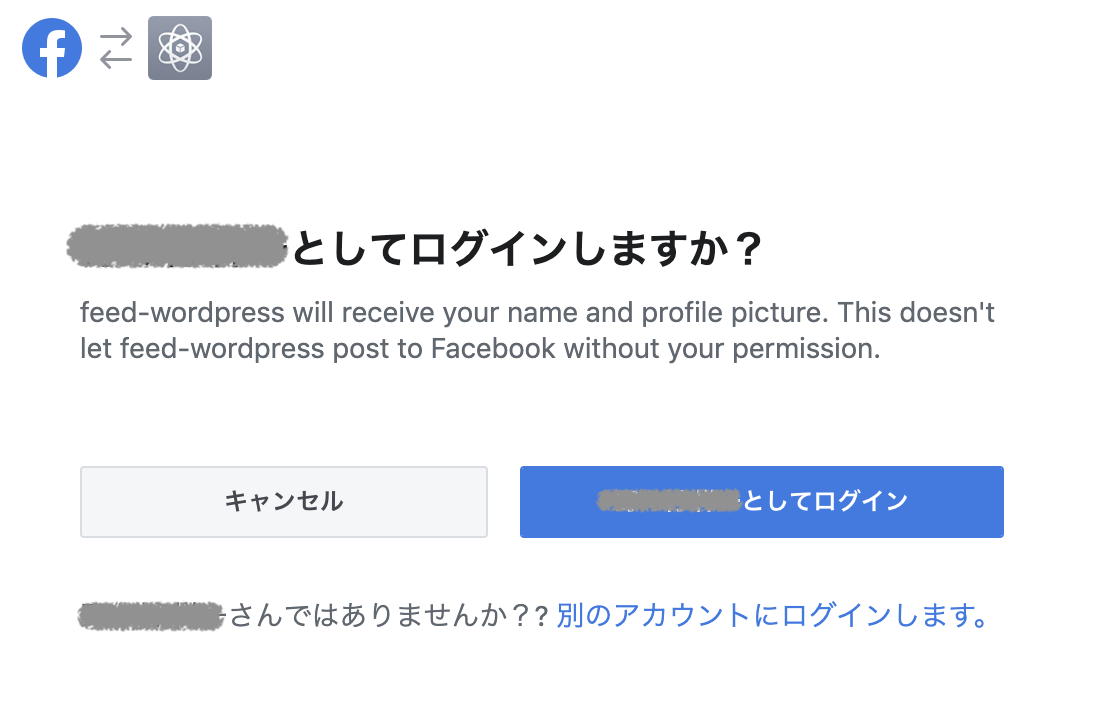 としてログインしますか？
feed-wordpress will receive your name and profile picture. This doesn't
let feed-wordpress post to Facebook without your permission.
キャンセル
としてログイン
さんではありませんか？? 別のアカウントにログインします。